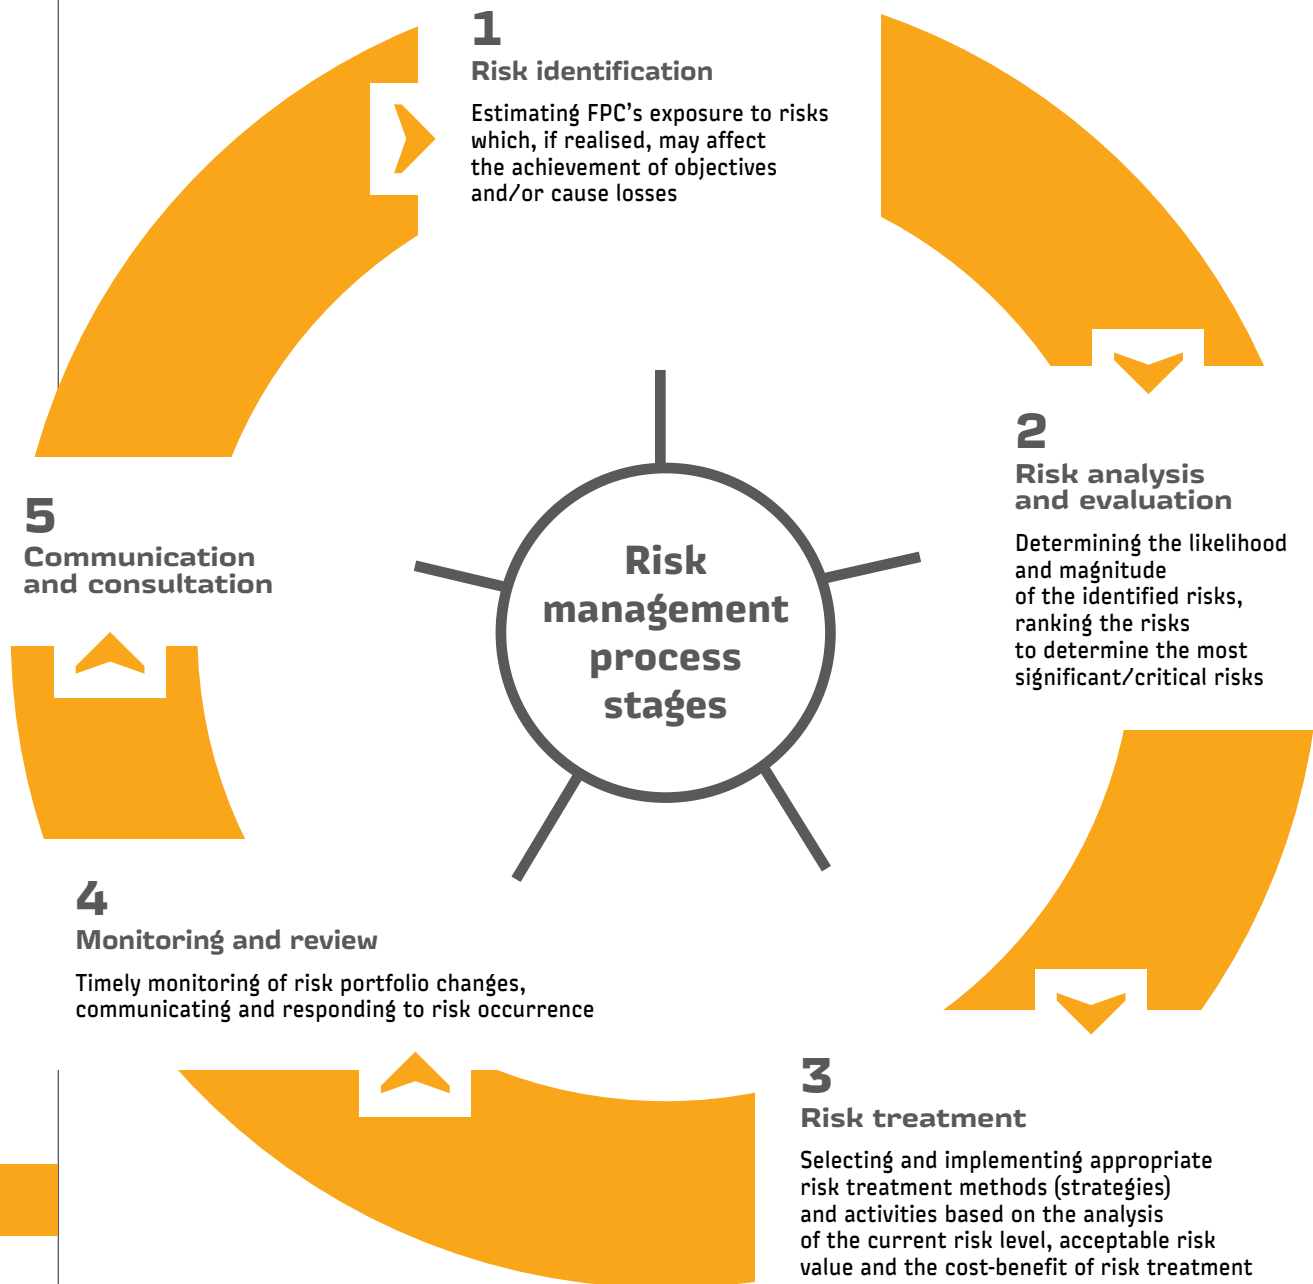 1
Risk identification
Estimating FPC's exposure to risks
which, if realised, may affect
the achievement of objectives
and/or cause losses
2
Risk analysis
and evaluation
Determining the likelihood
and magnitude
of the identified risks,
ranking the risks
to determine the most
significant/critical risks
3
Risk treatment
Selecting and implementing appropriate
risk treatment methods (strategies)
and activities based on the analysis
of the current risk level, acceptable risk
value and the cost-benefit of risk treatment
4
Monitoring and review
Timely monitoring of risk portfolio changes,
communicating and responding to risk occurrence
5
Communication
and consultation
Risk
management
process
stages